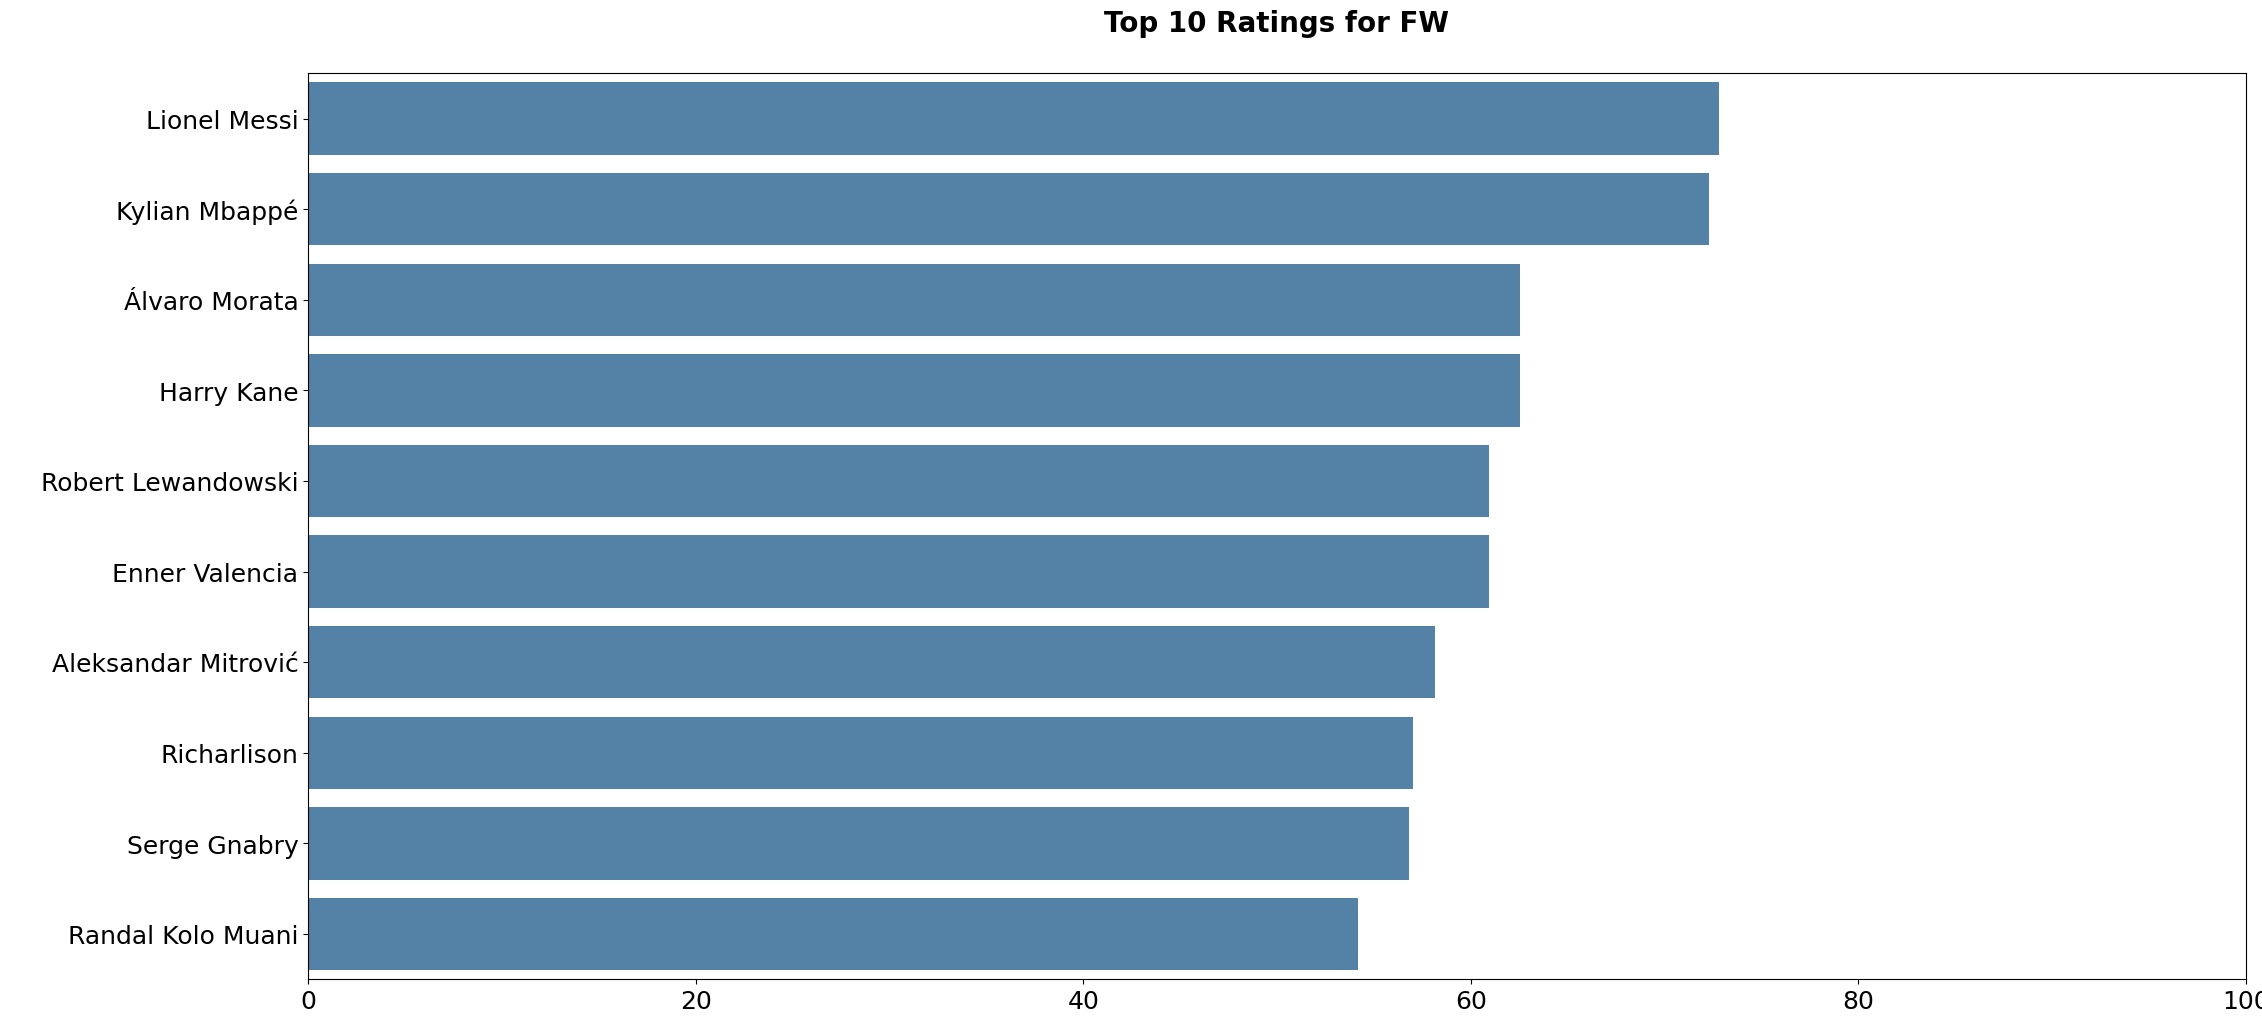 Top 10 Ratings for FW
Lionel Messi
Kylian Mbappé
Álvaro Morata
Harry Kane
Robert Lewandowski
Enner Valencia
Aleksandar Mitrović
Richarlison
Serge Gnabry
Randal Kolo Muani
0 20 40 60 80 100